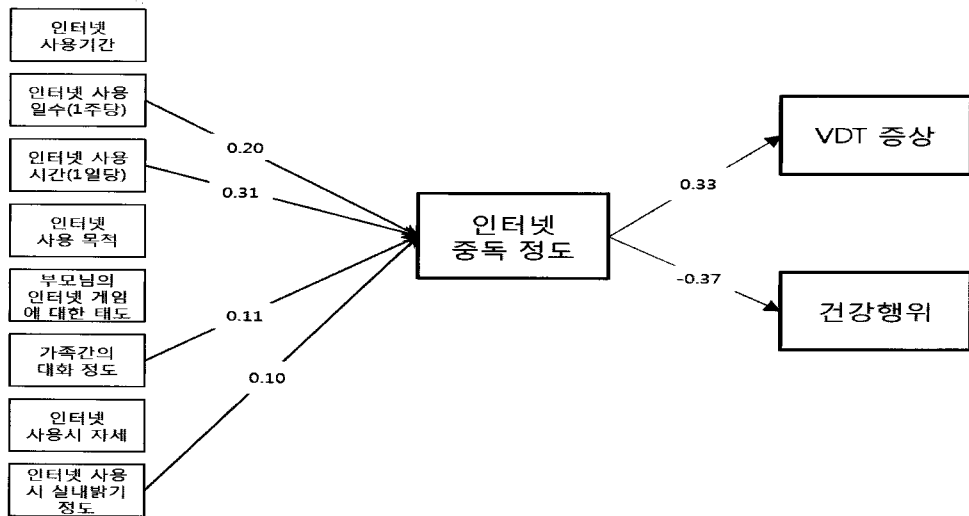 인터넷
사용기간
인터넷 사용
일수(1주당)
인터넷 사용
시간(1일당)
인터넷
사용 목적
부모님의
인터넷 게임
에 대한 태도
가족간의
대화 정도
인터넷
사용시 자세
인터넷 사용
시 실내밝기
정도
0.20
0.31
0.11
0.10
인터넷
중독 정도
0.33
-0.37
VDT 증상
건강행위